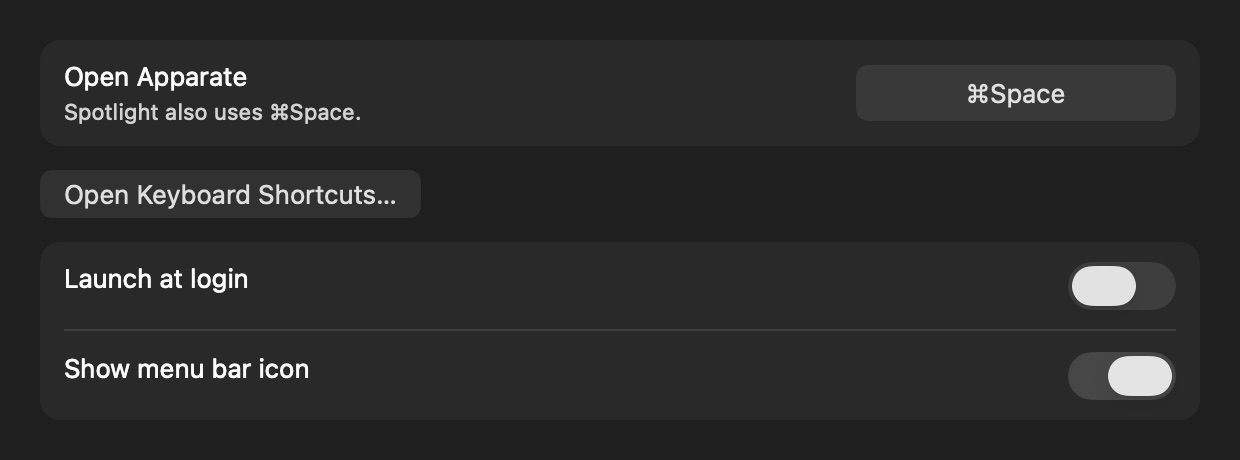 Open Apparate
Spotlight also uses ⌘Space.
⌘Space
Open Keyboard Shortcuts...
Launch at login
Show menu bar icon